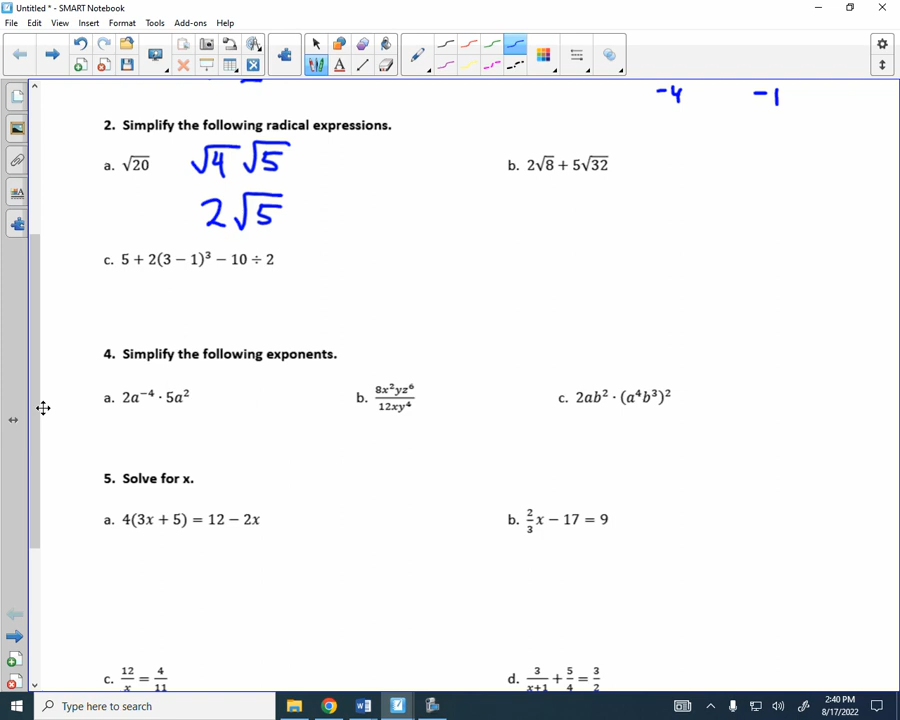 Untitled * - SMART Notebook
File Edit View Insert Format Tools Add-ons Help
-4 -1
2. Simplify the following radical expressions.
a. √20 √4 √5 b. 2√8 + 5√32
2 √5
c. 5 + 2(3 − 1)³ − 10 ÷ 2
4. Simplify the following exponents.
a. 2a⁻⁴ · 5a² b. 8x²yz⁶/12xy⁴ c. 2ab² · (a⁴b³)²
5. Solve for x.
a. 4(3x + 5) = 12 − 2x b. 2/3 x − 17 = 9
c. 12/x = 4/11 d. 3/x+1 + 5/4 = 3/2
Type here to search
2:40 PM
8/17/2022